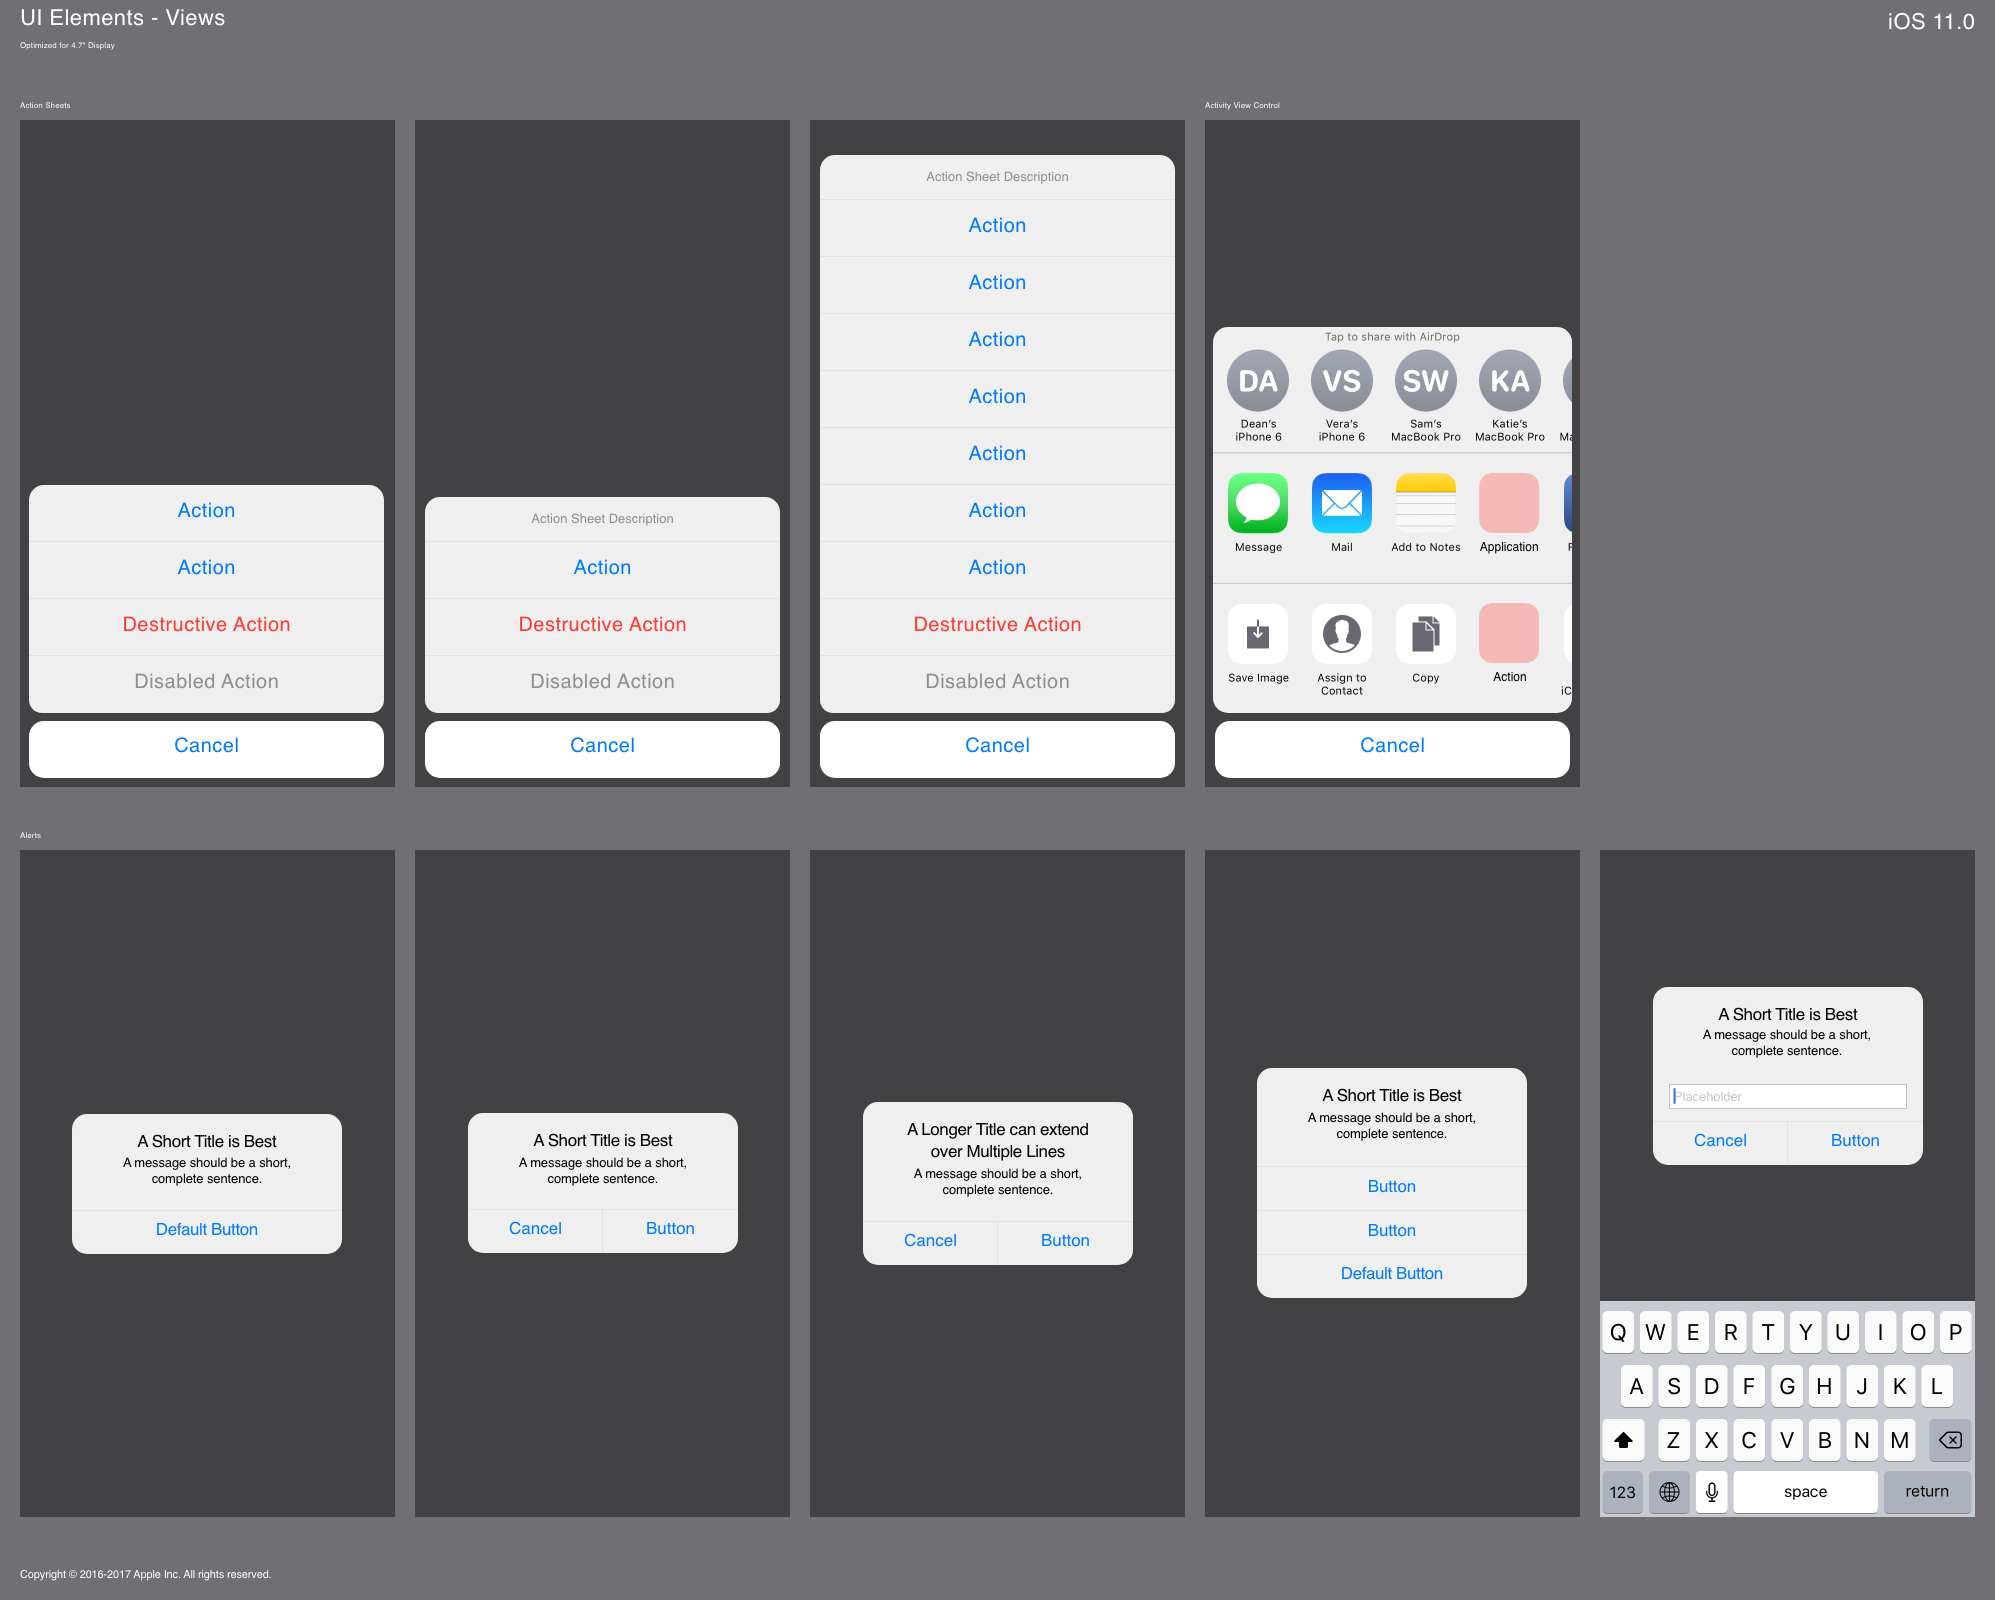 UI Elements - Views
iOS 11.0
Optimized for 4.7" Display
Action Sheets
Action
Action
Destructive Action
Disabled Action
Cancel
Action Sheet Description
Action
Destructive Action
Disabled Action
Cancel
Action Sheet Description
Action
Action
Action
Action
Action
Action
Action
Destructive Action
Disabled Action
Cancel
Activity View Control
Tap to share with AirDrop
DA VS SW KA
Dean's Vera's Sam's Katie's
iPhone 6 iPhone 6 MacBook Pro MacBook Pro Ma
Message Mail Add to Notes Application F
Save Image Assign to Copy Action
Contact iC
Cancel
Alerts
A Short Title is Best
A message should be a short,
complete sentence.
Default Button
A Short Title is Best
A message should be a short,
complete sentence.
Cancel Button
A Longer Title can extend
over Multiple Lines
A message should be a short,
complete sentence.
Cancel Button
A Short Title is Best
A message should be a short,
complete sentence.
Button
Button
Default Button
A Short Title is Best
A message should be a short,
complete sentence.
Placeholder
Cancel Button
Q W E R T Y U I O P
A S D F G H J K L
Z X C V B N M
123 space return
Copyright © 2016-2017 Apple Inc. All rights reserved.